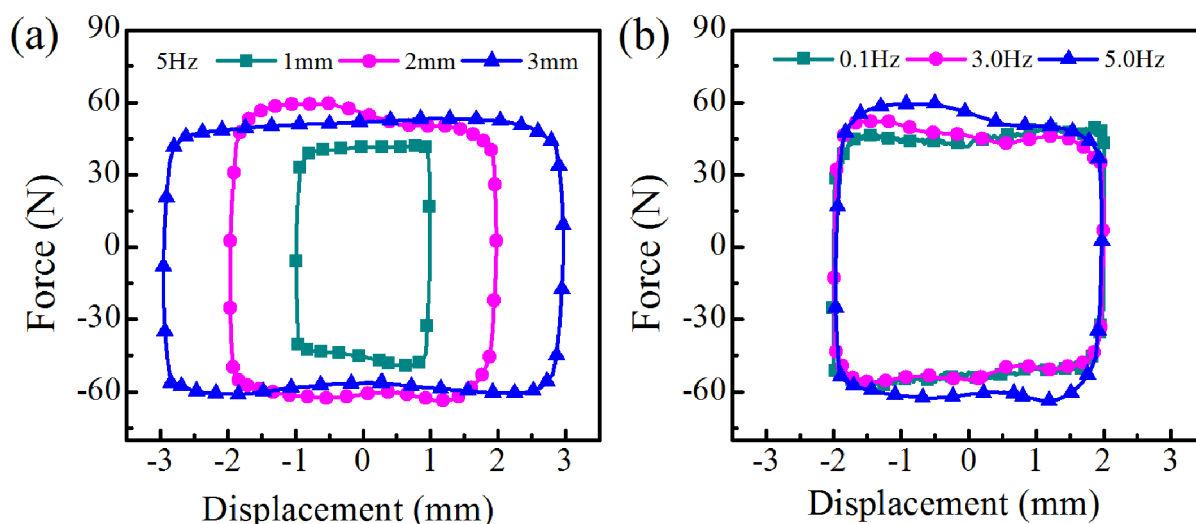 (a)
5Hz 1mm 2mm 3mm
90
60
30
0
-30
-60
Force (N)
-3 -2 -1 0 1 2 3
Displacement (mm)
(b)
0.1Hz 3.0Hz 5.0Hz
90
60
30
0
-30
-60
Force (N)
-3 -2 -1 0 1 2 3
Displacement (mm)